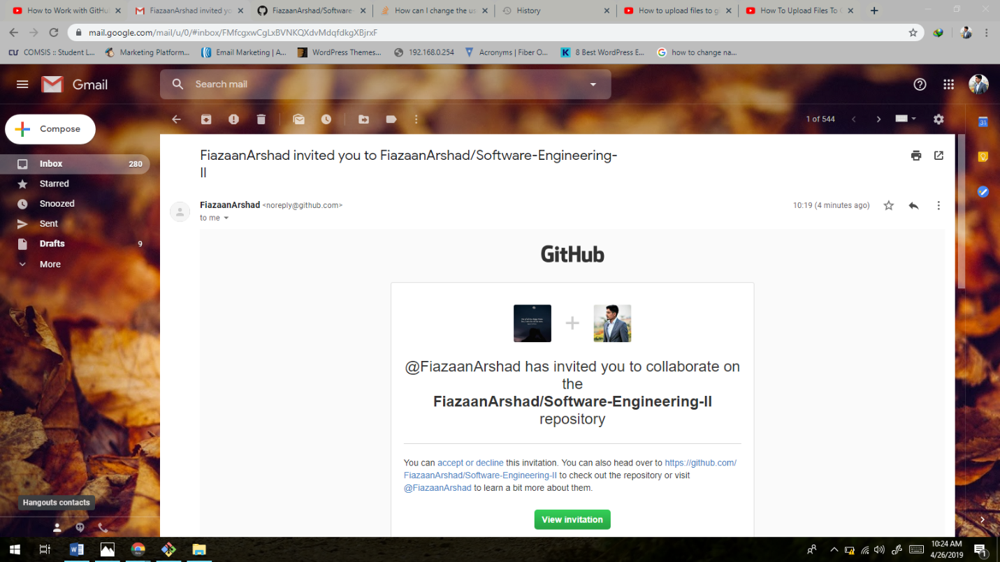 How to Work with GitHu
FiazaanArshad invited yo
FiazaanArshad/Software-
How can I change the us
History
How to upload files to g
How To Upload Files To
mail.google.com/mail/u/0/#inbox/FMfcgxwCgLxBVNKQXdvMdqfdkgXBjrxF
CU COMSIS :: Student L...
Marketing Platform...
Email Marketing | A...
WordPress Themes...
192.168.0.254
Acronyms | Fiber O...
K 8 Best WordPress E...
how to change na...
Gmail
Search mail
Compose
1 of 544
31
Inbox 280
Starred
Snoozed
Sent
Drafts 9
More
FiazaanArshad invited you to FiazaanArshad/Software-Engineering-
II
FiazaanArshad <noreply@github.com>
10:19 (4 minutes ago)
to me
GitHub
@FiazaanArshad has invited you to collaborate on
the
FiazaanArshad/Software-Engineering-II
repository
You can accept or decline this invitation. You can also head over to https://github.com/
FiazaanArshad/Software-Engineering-II to check out the repository or visit
@FiazaanArshad to learn a bit more about them.
View invitation
Hangouts contacts
10:24 AM
4/26/2019
1